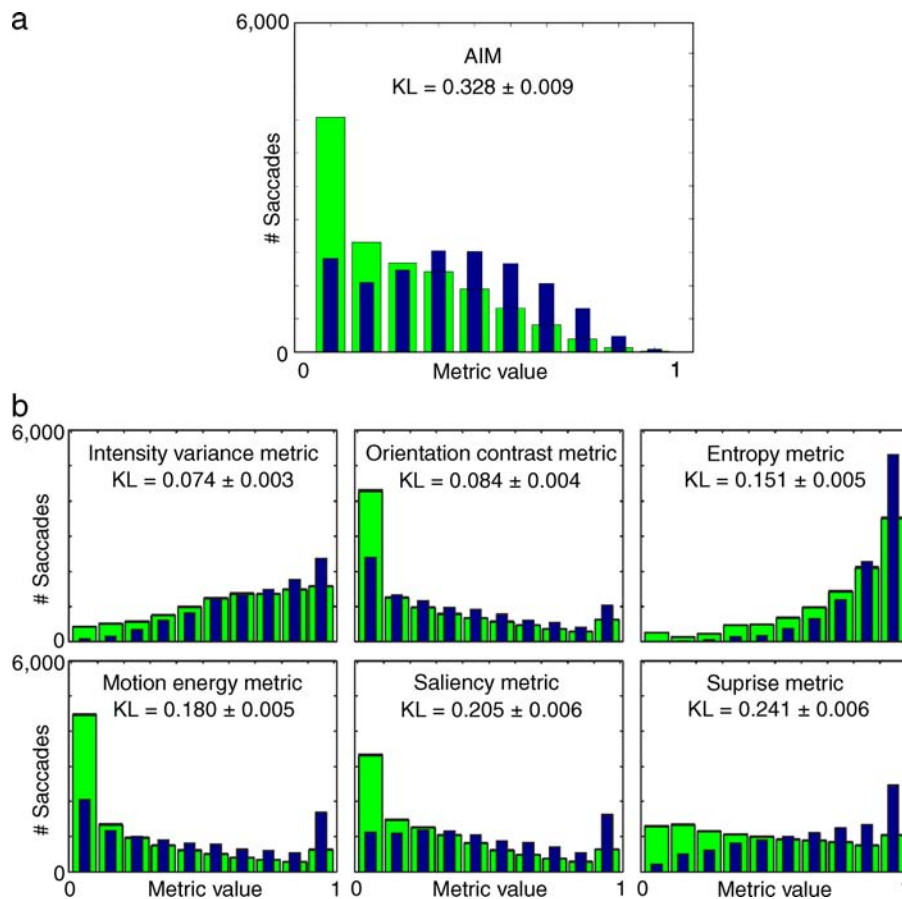 a
6,000
AIM
KL = 0.328 ± 0.009
# Saccades
0
0 Metric value 1
b
6,000
Intensity variance metric
KL = 0.074 ± 0.003
Orientation contrast metric
KL = 0.084 ± 0.004
Entropy metric
KL = 0.151 ± 0.005
# Saccades
0
6,000
Motion energy metric
KL = 0.180 ± 0.005
Saliency metric
KL = 0.205 ± 0.006
Suprise metric
KL = 0.241 ± 0.006
# Saccades
0
0 Metric value 1
0 Metric value 1
0 Metric value 1